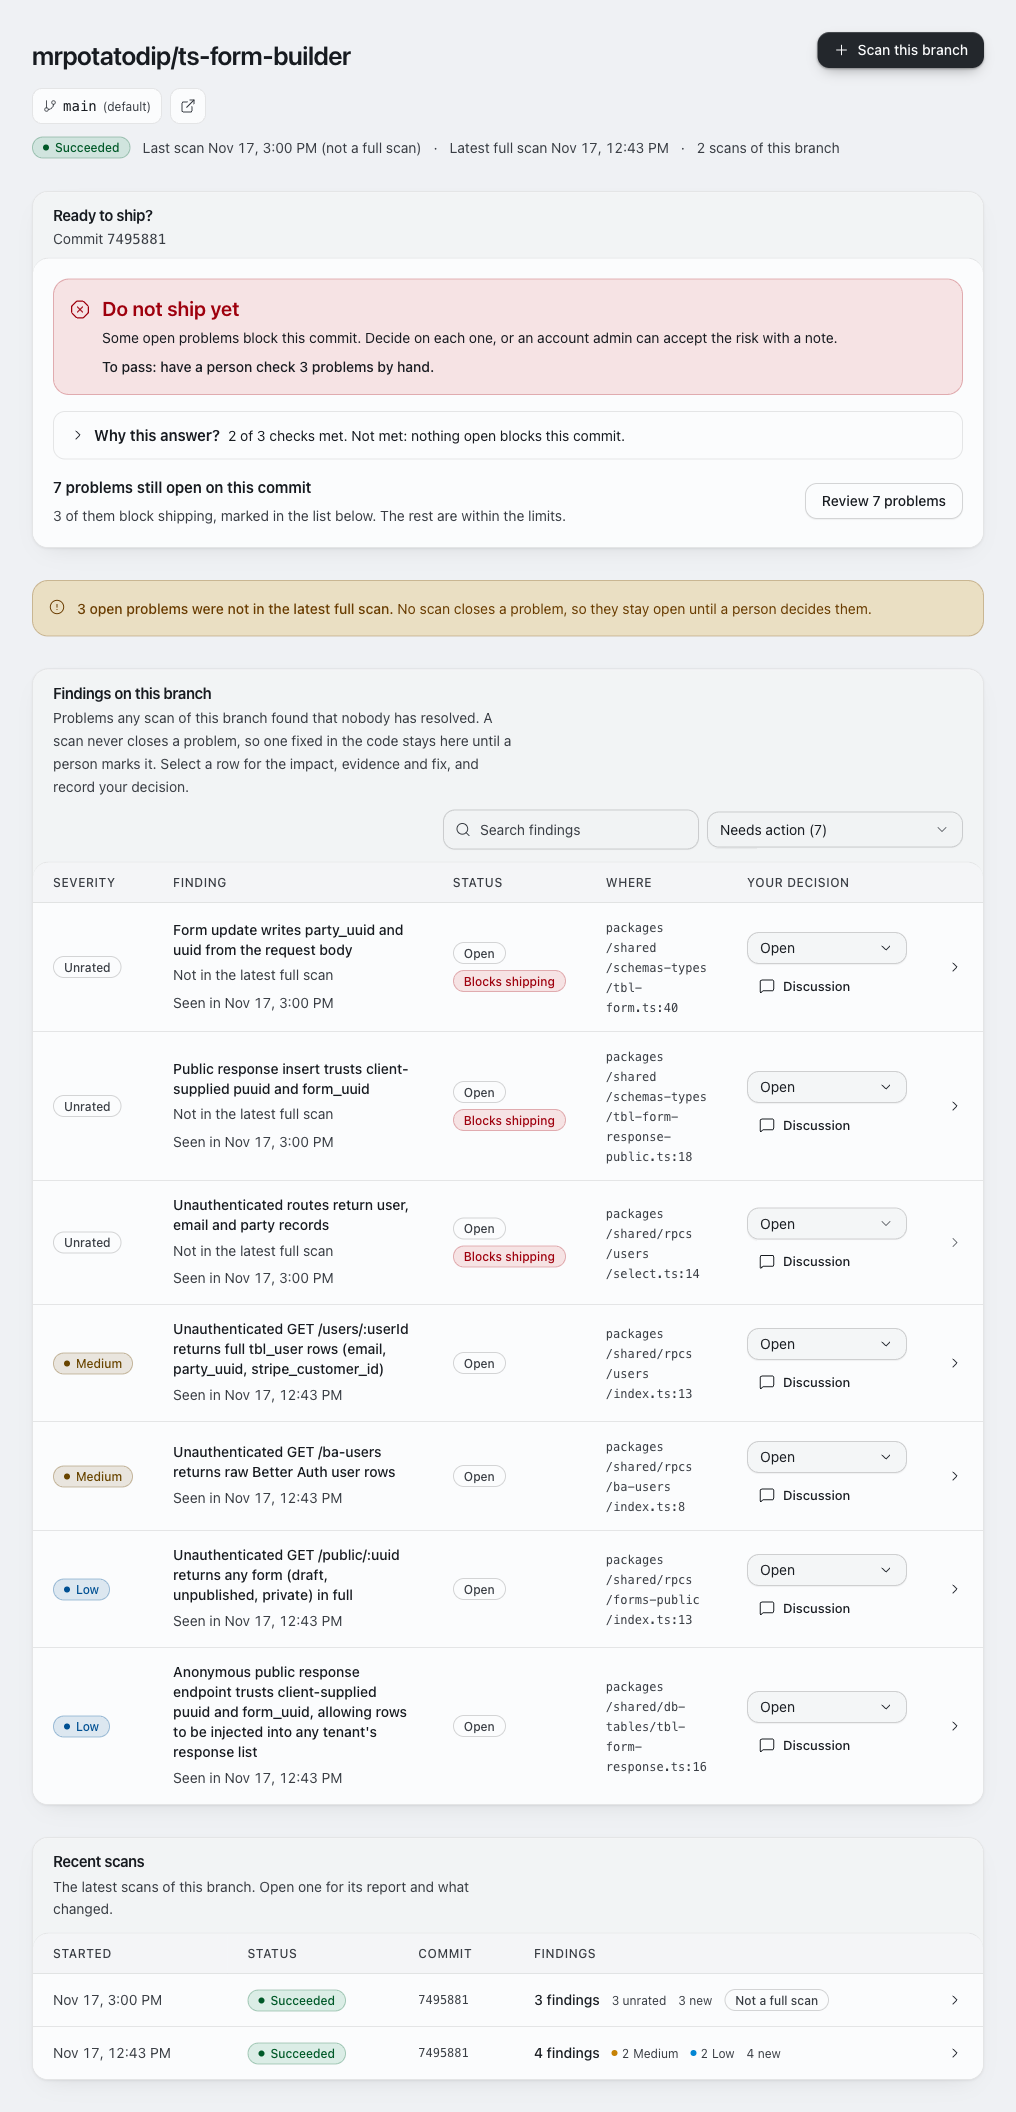 mrpotatodip/ts-form-builder
Scan this branch
main (default)
Succeeded Last scan Nov 17, 3:00 PM (not a full scan) · Latest full scan Nov 17, 12:43 PM · 2 scans of this branch
Ready to ship?
Commit 7495881
Do not ship yet
Some open problems block this commit. Decide on each one, or an account admin can accept the risk with a note.
To pass: have a person check 3 problems by hand.
Why this answer? 2 of 3 checks met. Not met: nothing open blocks this commit.
7 problems still open on this commit
3 of them block shipping, marked in the list below. The rest are within the limits.
Review 7 problems
3 open problems were not in the latest full scan. No scan closes a problem, so they stay open until a person decides them.
Findings on this branch
Problems any scan of this branch found that nobody has resolved. A
scan never closes a problem, so one fixed in the code stays here until a
person marks it. Select a row for the impact, evidence and fix, and
record your decision.
Search findings
Needs action (7)
SEVERITY FINDING STATUS WHERE YOUR DECISION
Unrated
Form update writes party_uuid and
uuid from the request body
Not in the latest full scan
Seen in Nov 17, 3:00 PM
Open
Blocks shipping
packages
/shared
/schemas-types
/tbl-
form.ts:40
Open
Discussion
Unrated
Public response insert trusts client-
supplied puuid and form_uuid
Not in the latest full scan
Seen in Nov 17, 3:00 PM
Open
Blocks shipping
packages
/shared
/schemas-types
/tbl-form-
response-
public.ts:18
Open
Discussion
Unrated
Unauthenticated routes return user,
email and party records
Not in the latest full scan
Seen in Nov 17, 3:00 PM
Open
Blocks shipping
packages
/shared/rpcs
/users
/select.ts:14
Open
Discussion
Medium
Unauthenticated GET /users/:userId
returns full tbl_user rows (email,
party_uuid, stripe_customer_id)
Seen in Nov 17, 12:43 PM
Open
packages
/shared/rpcs
/users
/index.ts:13
Open
Discussion
Medium
Unauthenticated GET /ba-users
returns raw Better Auth user rows
Seen in Nov 17, 12:43 PM
Open
packages
/shared/rpcs
/ba-users
/index.ts:8
Open
Discussion
Low
Unauthenticated GET /public/:uuid
returns any form (draft,
unpublished, private) in full
Seen in Nov 17, 12:43 PM
Open
packages
/shared/rpcs
/forms-public
/index.ts:13
Open
Discussion
Low
Anonymous public response
endpoint trusts client-supplied
puuid and form_uuid, allowing rows
to be injected into any tenant's
response list
Seen in Nov 17, 12:43 PM
Open
packages
/shared/db-
tables/tbl-
form-
response.ts:16
Open
Discussion
Recent scans
The latest scans of this branch. Open one for its report and what
changed.
STARTED STATUS COMMIT FINDINGS
Nov 17, 3:00 PM Succeeded 7495881 3 findings 3 unrated 3 new Not a full scan
Nov 17, 12:43 PM Succeeded 7495881 4 findings 2 Medium 2 Low 4 new